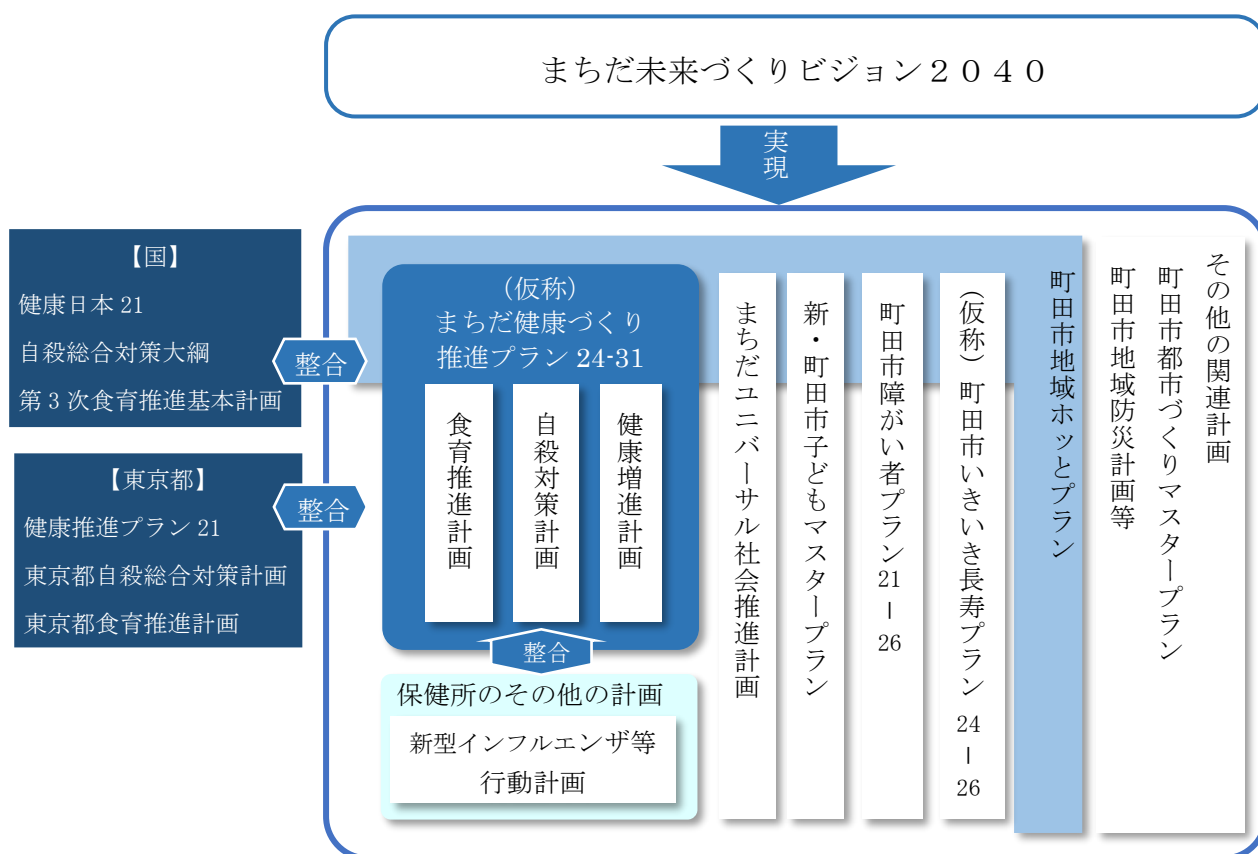 まちだ未来づくりビジョン２０４０
実現
【国】
健康日本 21
自殺総合対策大綱
第 3 次食育推進基本計画
整合
【東京都】
健康推進プラン 21
東京都自殺総合対策計画
東京都食育推進計画
整合
（仮称）
まちだ健康づくり
推進プラン 24-31
健康増進計画
自殺対策計画
食育推進計画
整合
保健所のその他の計画
新型インフルエンザ等
行動計画
その他の関連計画
町田市都市づくりマスタープラン
町田市地域防災計画等
町田市地域ホッとプラン
（仮称）町田市いきいき長寿プラン 24－26
町田市障がい者プラン 21－26
新・町田市子どもマスタープラン
まちだユニバーサル社会推進計画